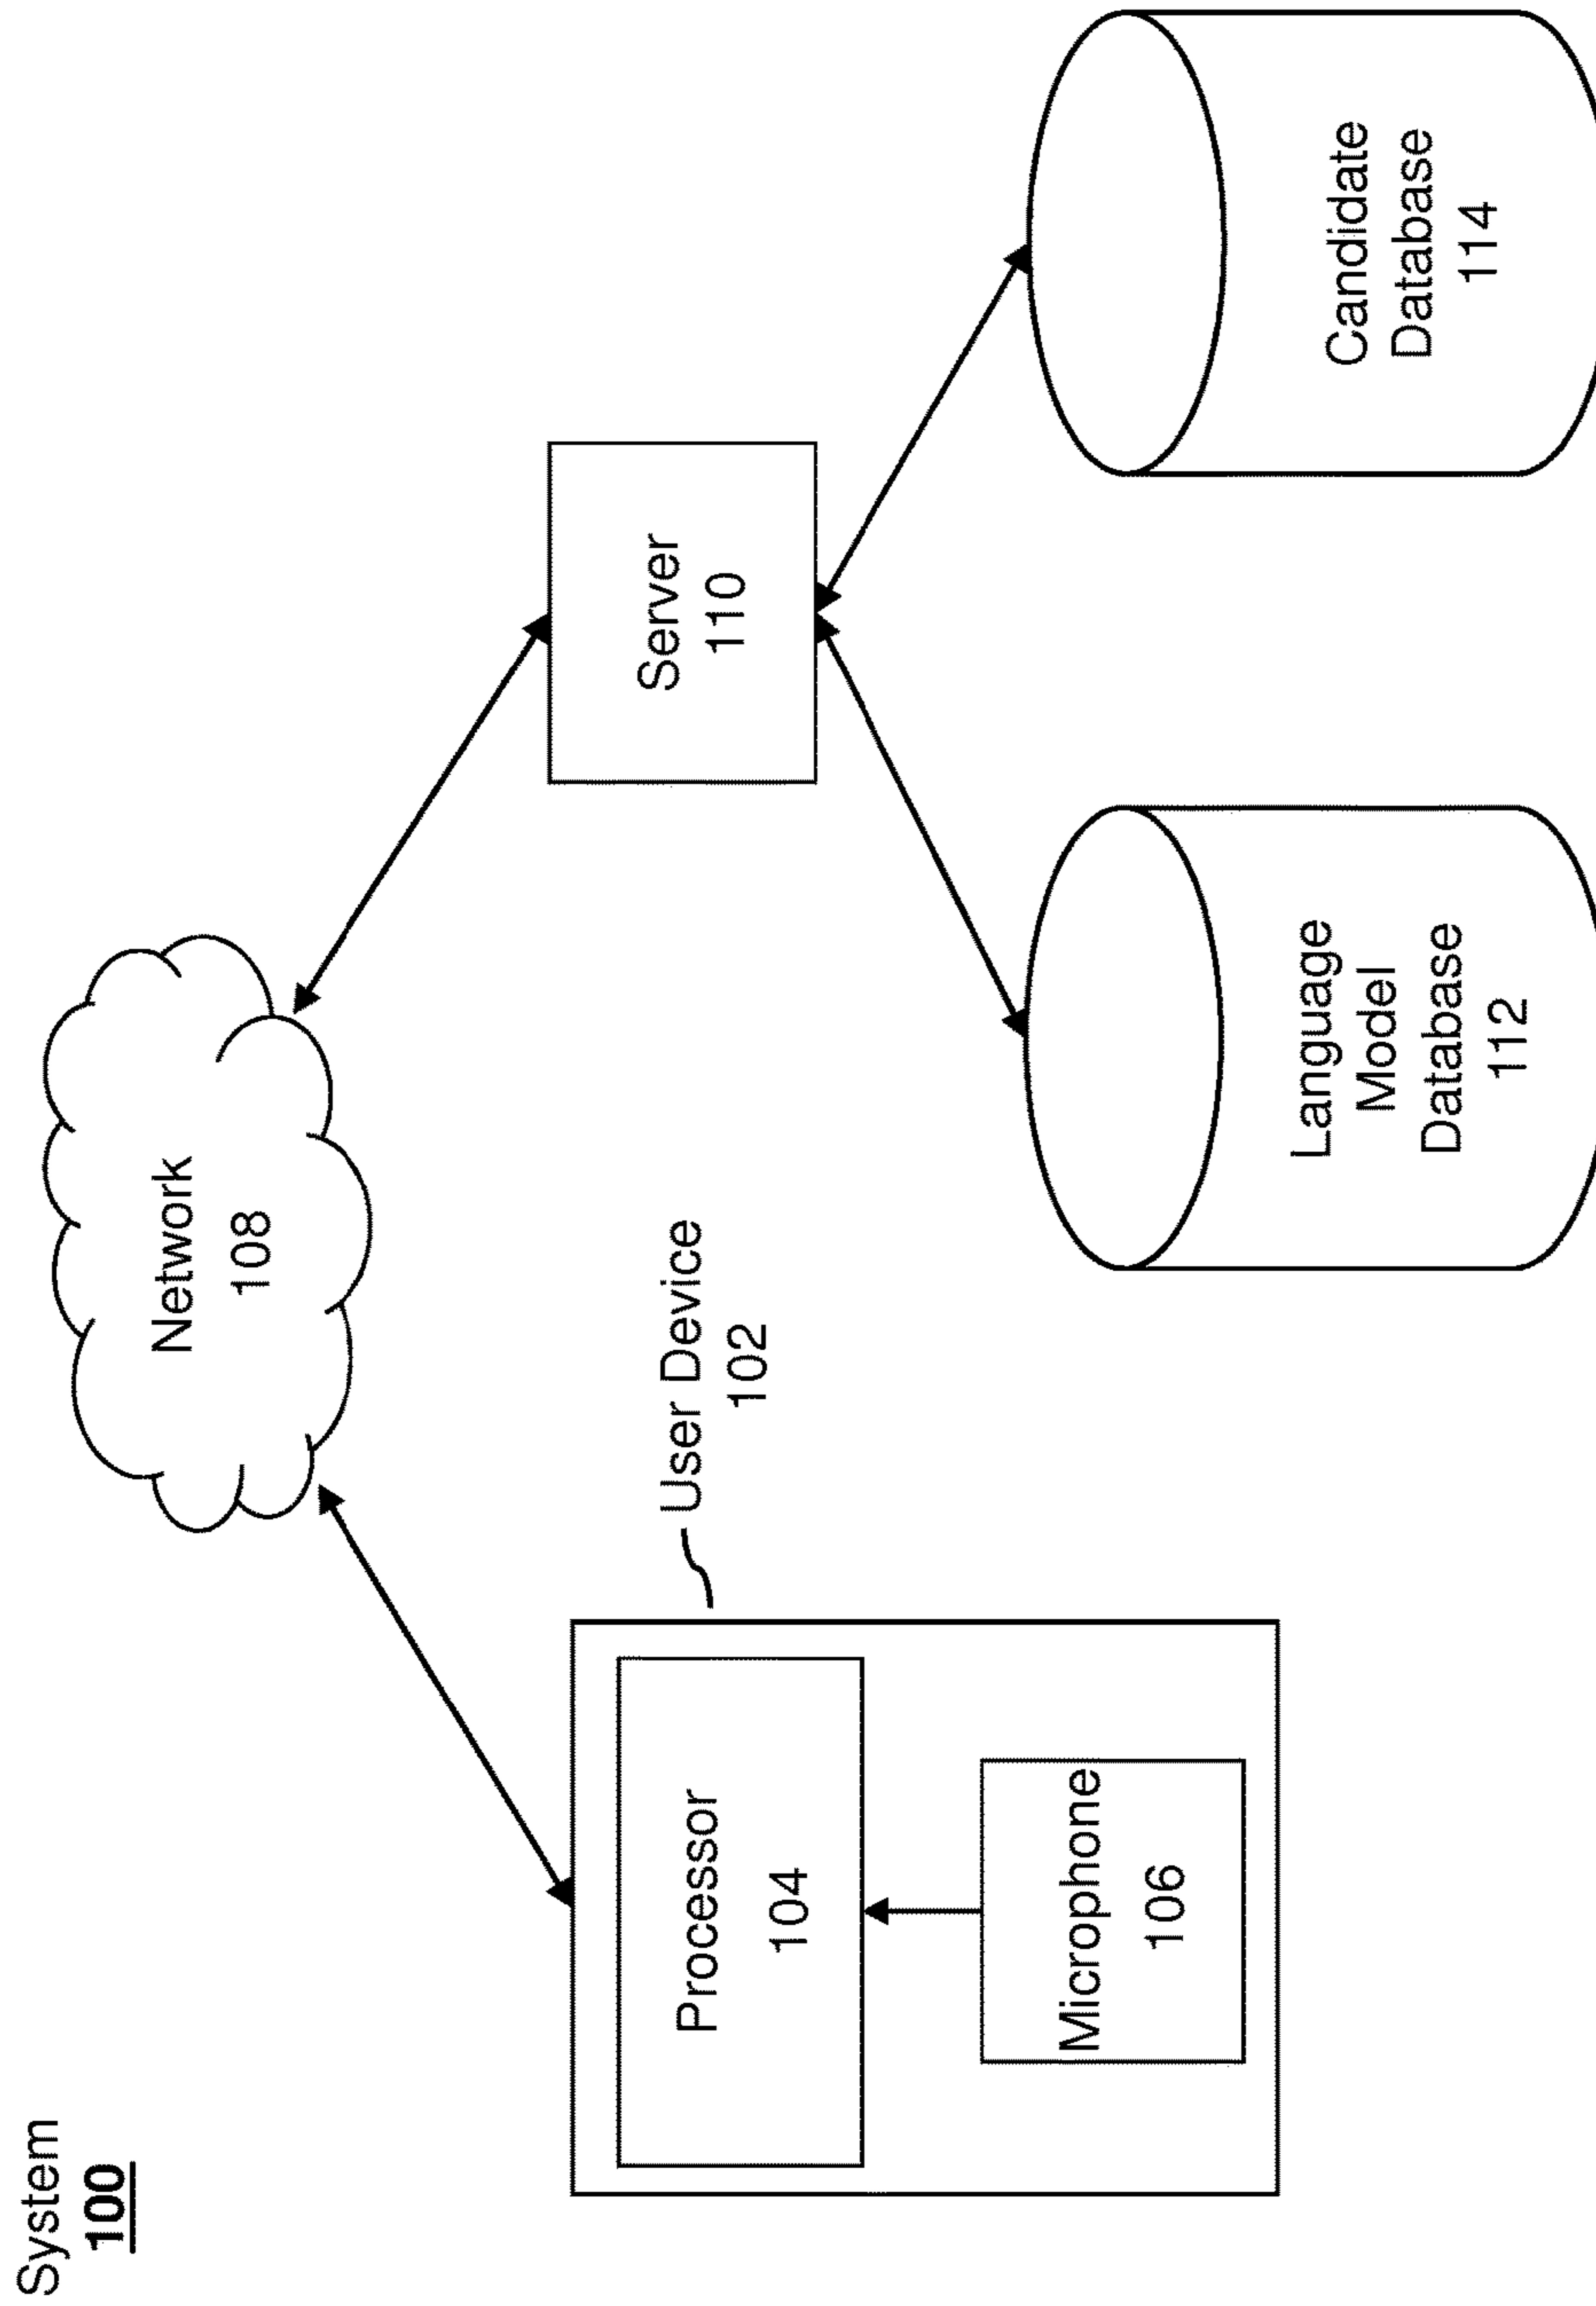 System
100
Network
108
User Device
102
Processor
104
Microphone
106
Server
110
Language
Model
Database
112
Candidate
Database
114